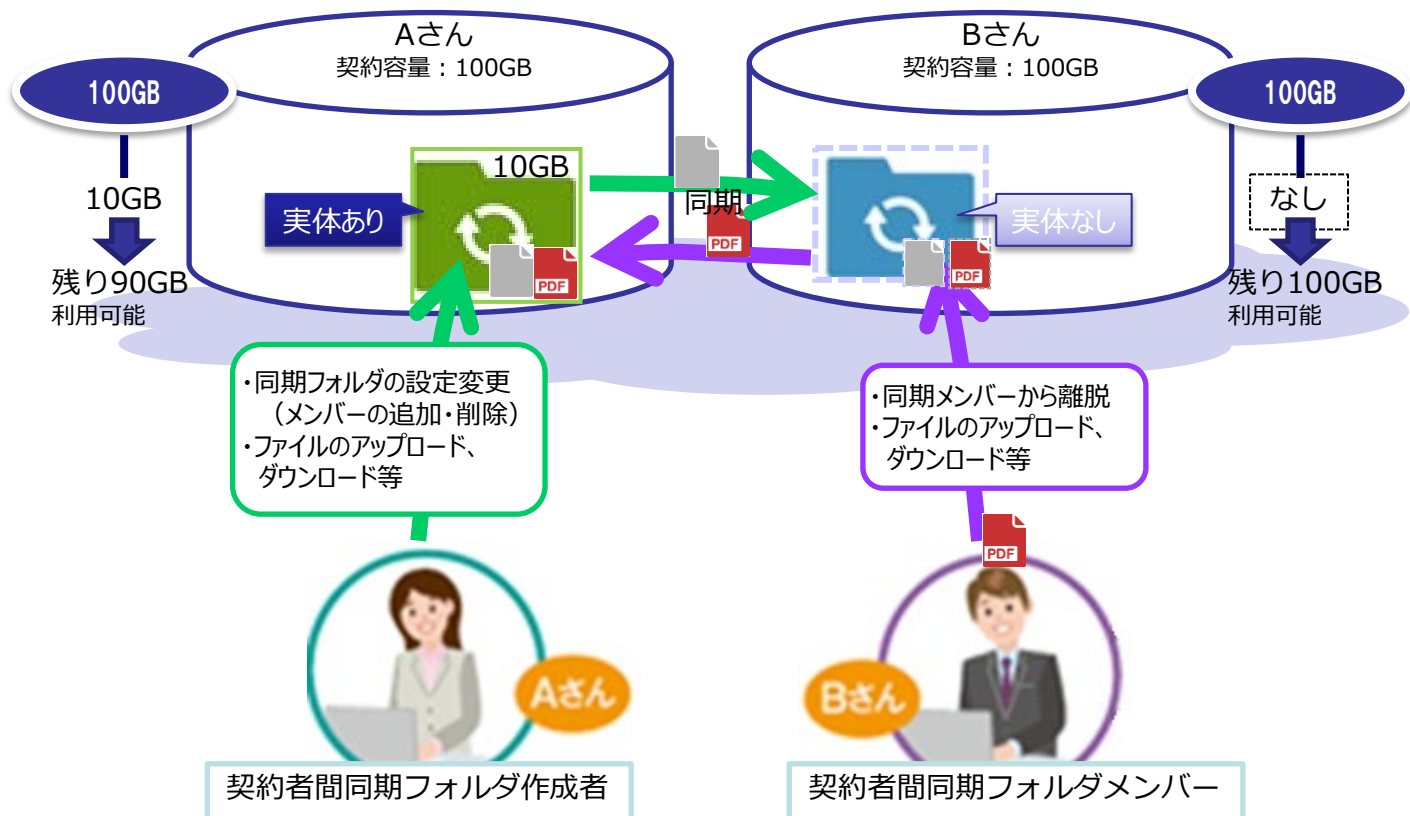 Aさん
契約容量：100GB
Bさん
契約容量：100GB
100GB
10GB
残り90GB
利用可能
実体あり
10GB
同期
PDF
PDF
実体なし
PDF
100GB
なし
残り100GB
利用可能
・同期フォルダの設定変更
（メンバーの追加・削除）
・ファイルのアップロード、
ダウンロード等
・同期メンバーから離脱
・ファイルのアップロード、
ダウンロード等
PDF
Aさん
Bさん
契約者間同期フォルダ作成者
契約者間同期フォルダメンバー